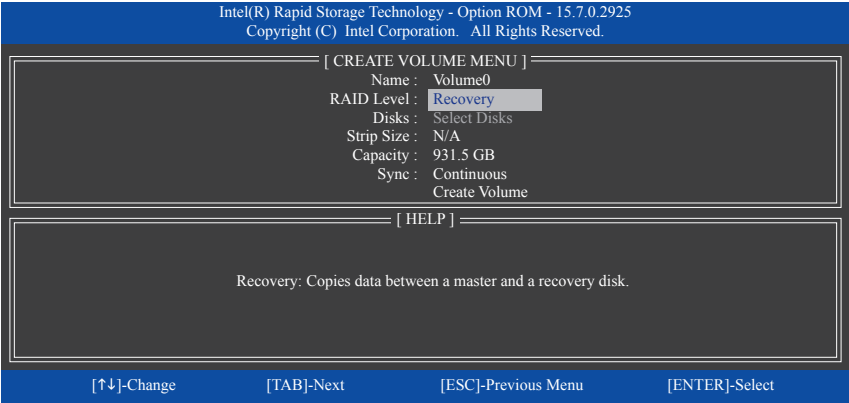 Intel(R) Rapid Storage Technology - Option ROM - 15.7.0.2925
Copyright (C) Intel Corporation. All Rights Reserved.
[ CREATE VOLUME MENU ]
Name : Volume0
RAID Level : Recovery
Disks : Select Disks
Strip Size : N/A
Capacity : 931.5 GB
Sync : Continuous
Create Volume
[ HELP ]
Recovery: Copies data between a master and a recovery disk.
[↑↓]-Change [TAB]-Next [ESC]-Previous Menu [ENTER]-Select